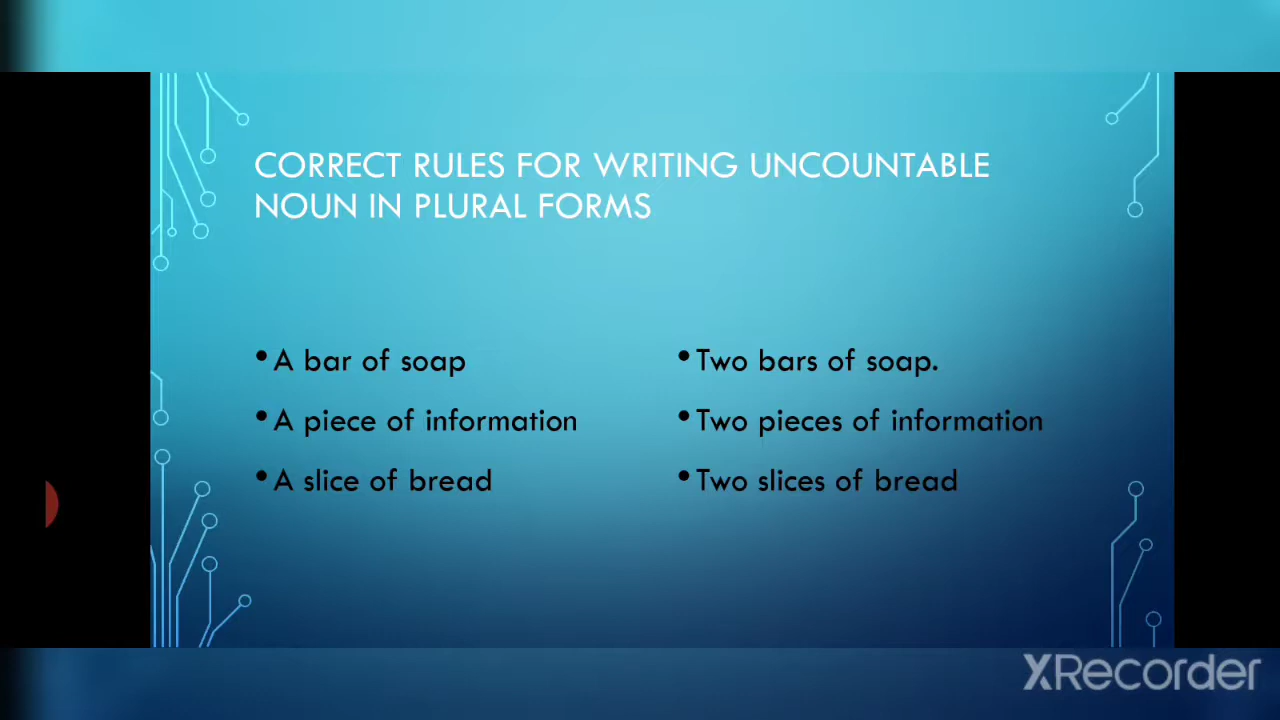 CORRECT RULES FOR WRITING UNCOUNTABLE
NOUN IN PLURAL FORMS
•A bar of soap
•A piece of information
•A slice of bread
•Two bars of soap.
•Two pieces of information
•Two slices of bread
XRecorder